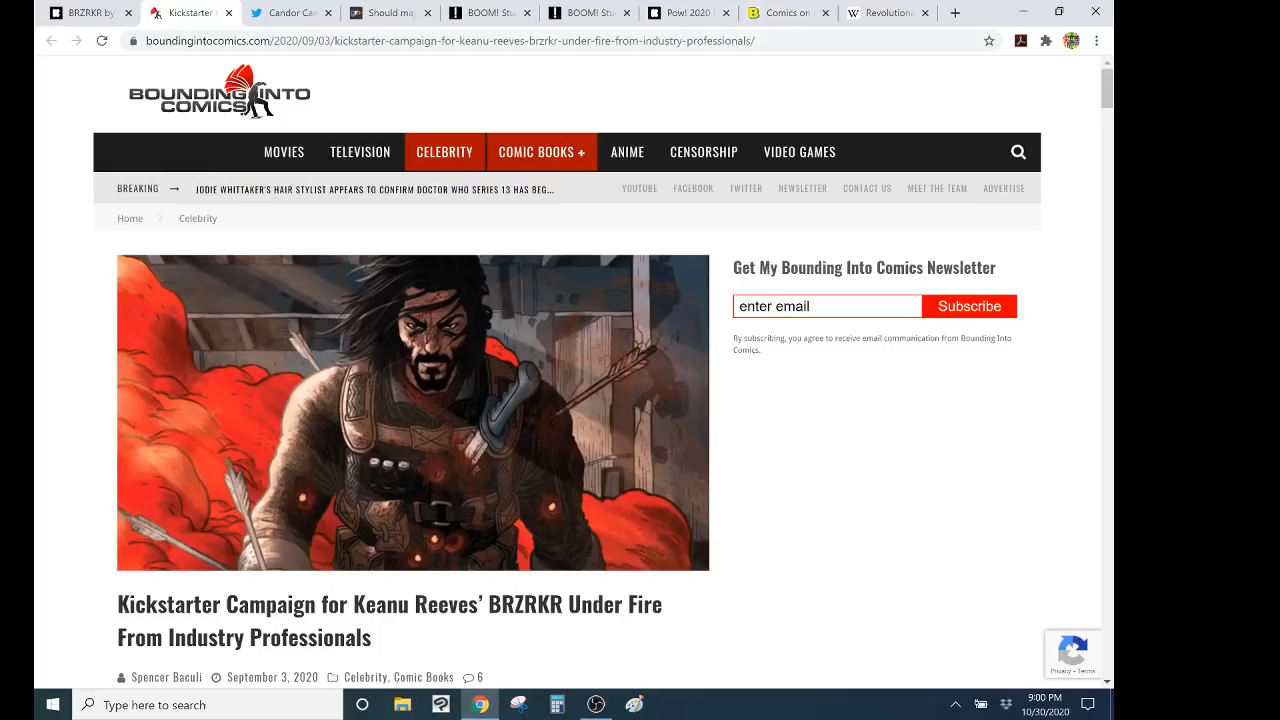 BRZRKR by
Kickstarter
Candor Can
Should ma
BOOM! Stu
BOOM! Stu
Pow! 2020
Comics on
Revolutiona
boundingintocomics.com/2020/09/03/kickstarter-campaign-for-keanu-reeves-brzrkr-under-fire-from-industry-professionals/
BOUNDING INTO
COMICS
MOVIES TELEVISION CELEBRITY COMIC BOOKS + ANIME CENSORSHIP VIDEO GAMES
BREAKING → JODIE WHITTAKER'S HAIR STYLIST APPEARS TO CONFIRM DOCTOR WHO SERIES 13 HAS BEG... YOUTUBE FACEBOOK TWITTER NEWSLETTER CONTACT US MEET THE TEAM ADVERTISE
Home > Celebrity
Get My Bounding Into Comics Newsletter
enter email Subscribe
By subscribing, you agree to receive email communication from Bounding Into
Comics.
Kickstarter Campaign for Keanu Reeves' BRZRKR Under Fire
From Industry Professionals
Spencer Baculi September 3, 2020 Celebrity, Comic Books 6
Privacy - Terms
Type here to search
9:00 PM
10/30/2020